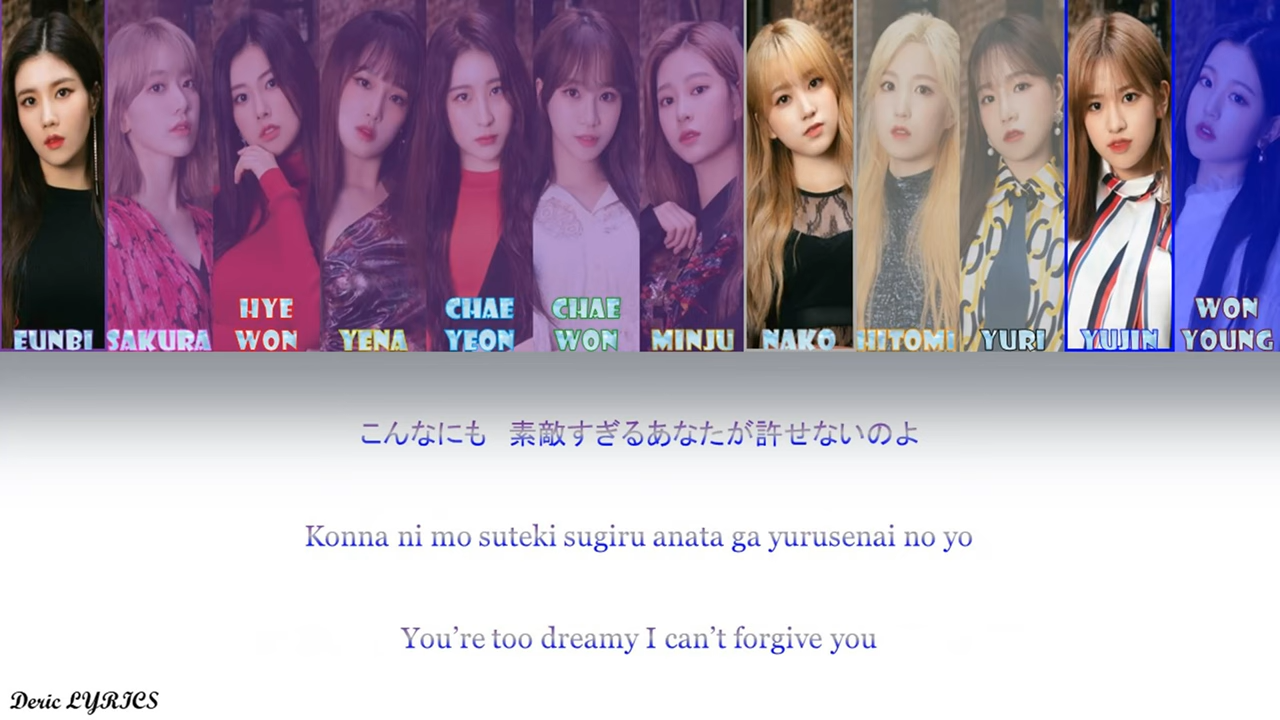 EUNBI
SAKURA
HYE
WON
YENA
CHAE
YEON
CHAE
WON
MINJU
NAKO
HITOMI
YURI
YUJIN
WON
YOUNG
こんなにも　素敵すぎるあなたが許せないのよ
Konna ni mo suteki sugiru anata ga yurusenai no yo
You’re too dreamy I can’t forgive you
Deric LYRICS